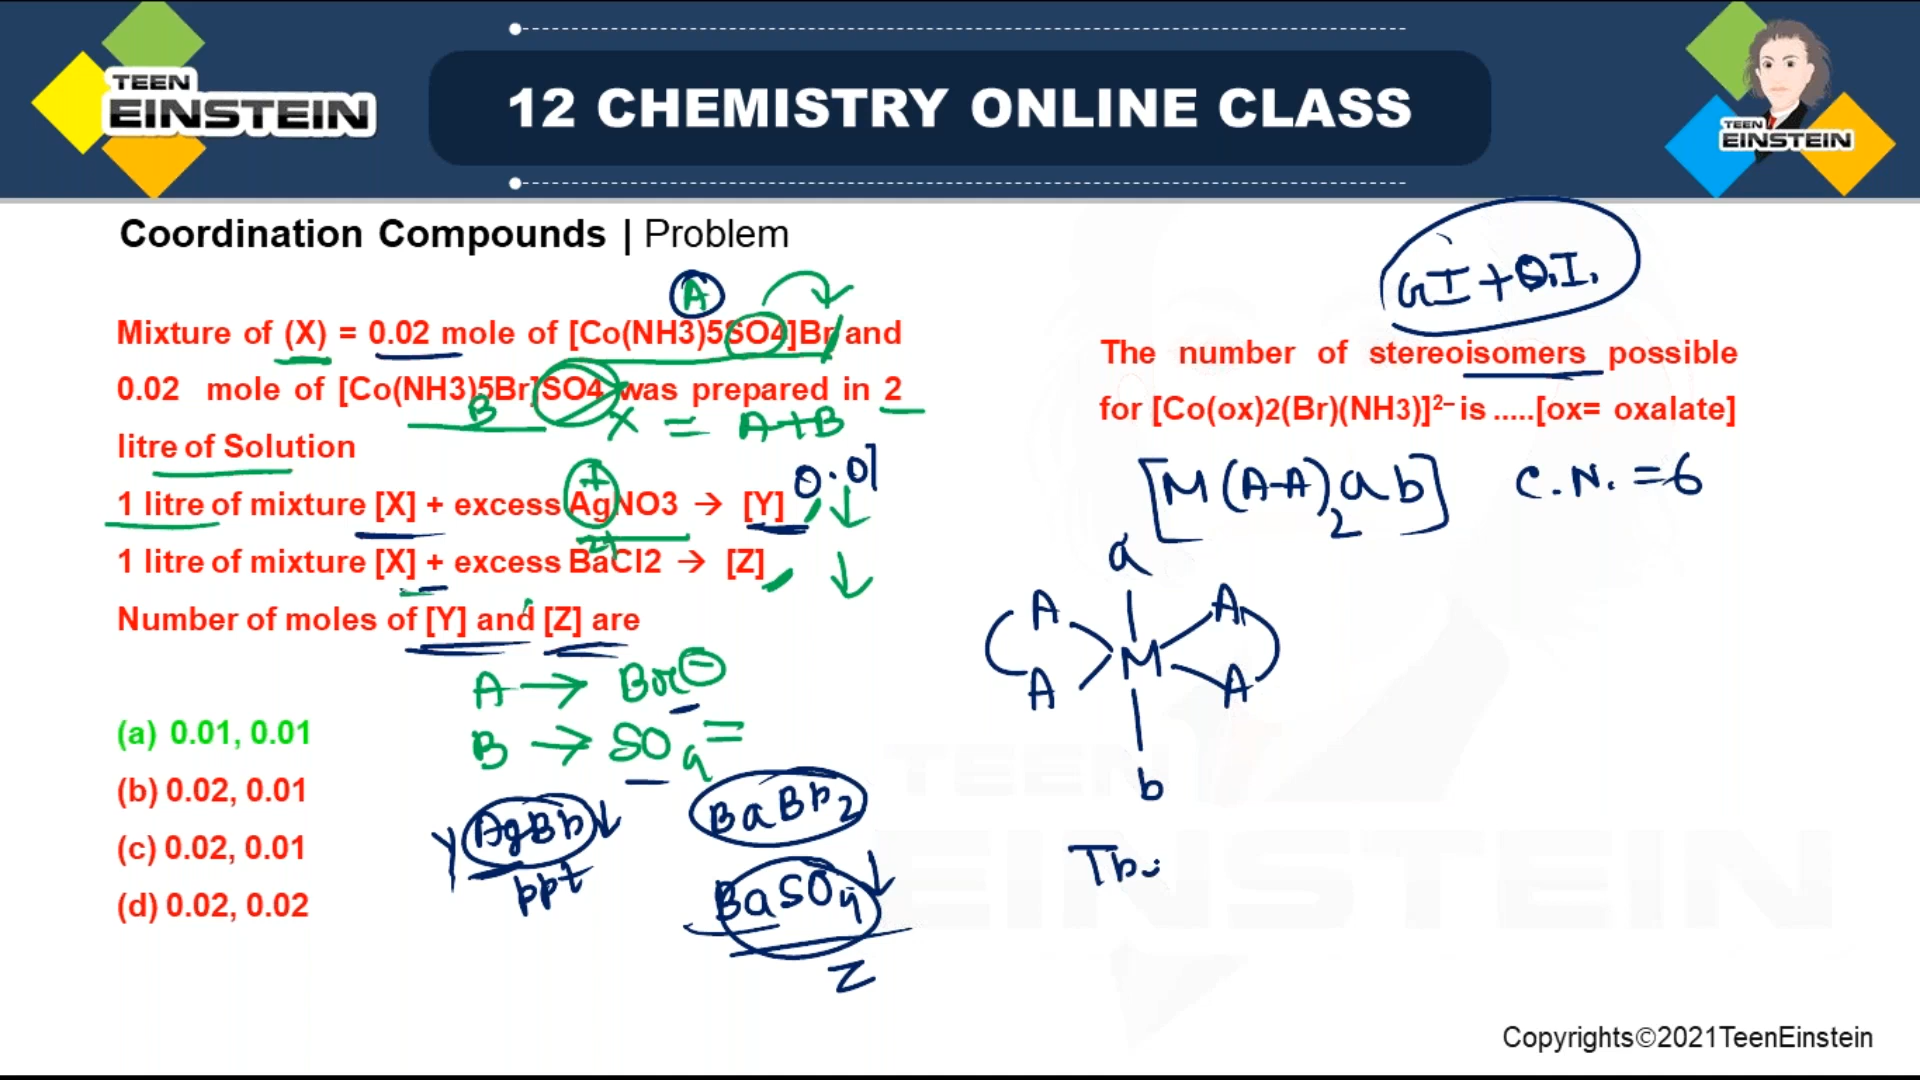 TEEN
EINSTEIN
12 CHEMISTRY ONLINE CLASS
TEEN
EINSTEIN
Coordination Compounds | Problem
A
Mixture of (X) = 0.02 mole of [Co(NH3)5SO4]Br and
0.02 mole of [Co(NH3)5Br]SO4 was prepared in 2
B
X = A+B
litre of Solution
0.01
+
1 litre of mixture [X] + excess AgNO3 → [Y]
2+
1 litre of mixture [X] + excess BaCl2 → [Z]
Number of moles of [Y] and [Z] are
A → Br⊖
B → SO4=
(a) 0.01, 0.01
(b) 0.02, 0.01
(c) 0.02, 0.01
(d) 0.02, 0.02
Y AgBr↓
ppt
BaBr2
BaSO4↓
Z
GI + O.I.
The number of stereoisomers possible
for [Co(ox)2(Br)(NH3)]2– is .....[ox= oxalate]
[M(A-A)2ab] C.N. = 6
a
A A
M
A A
b
TEEN
EINSTEIN
Copyrights©2021TeenEinstein